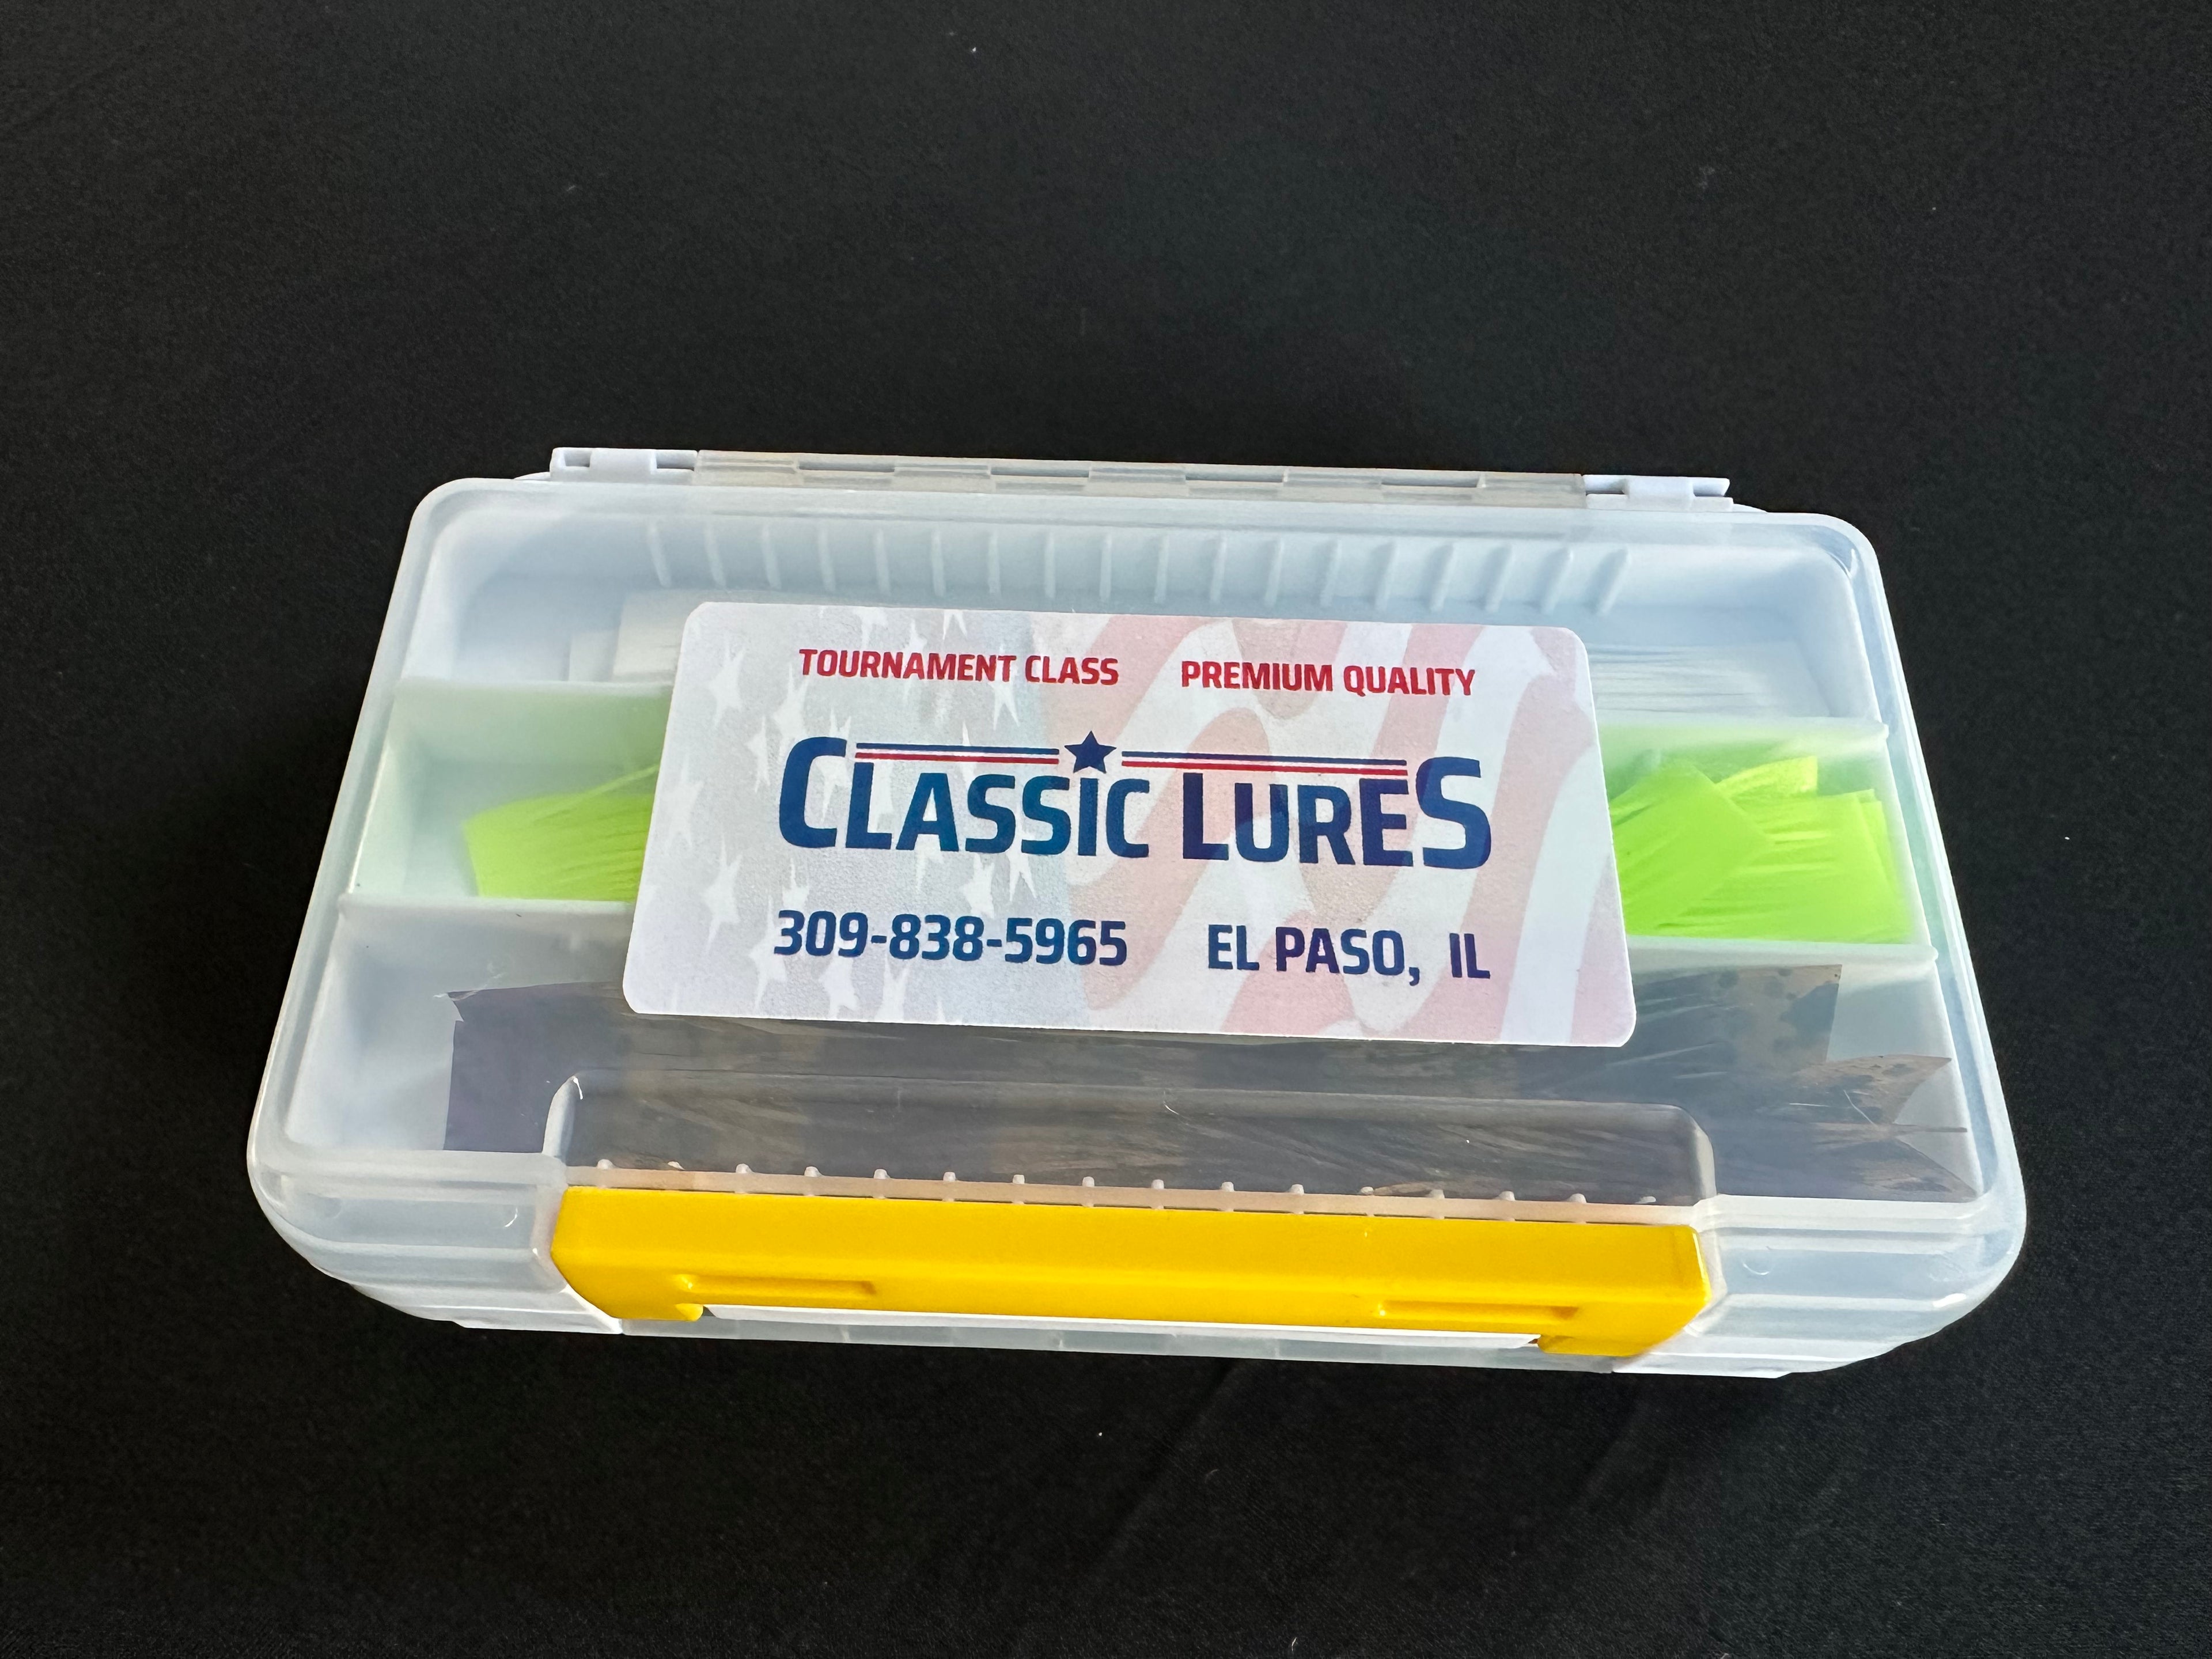 TOURNAMENT CLASS PREMIUM QUALITY
CLASSIC LURES
309-838-5965 EL PASO, IL